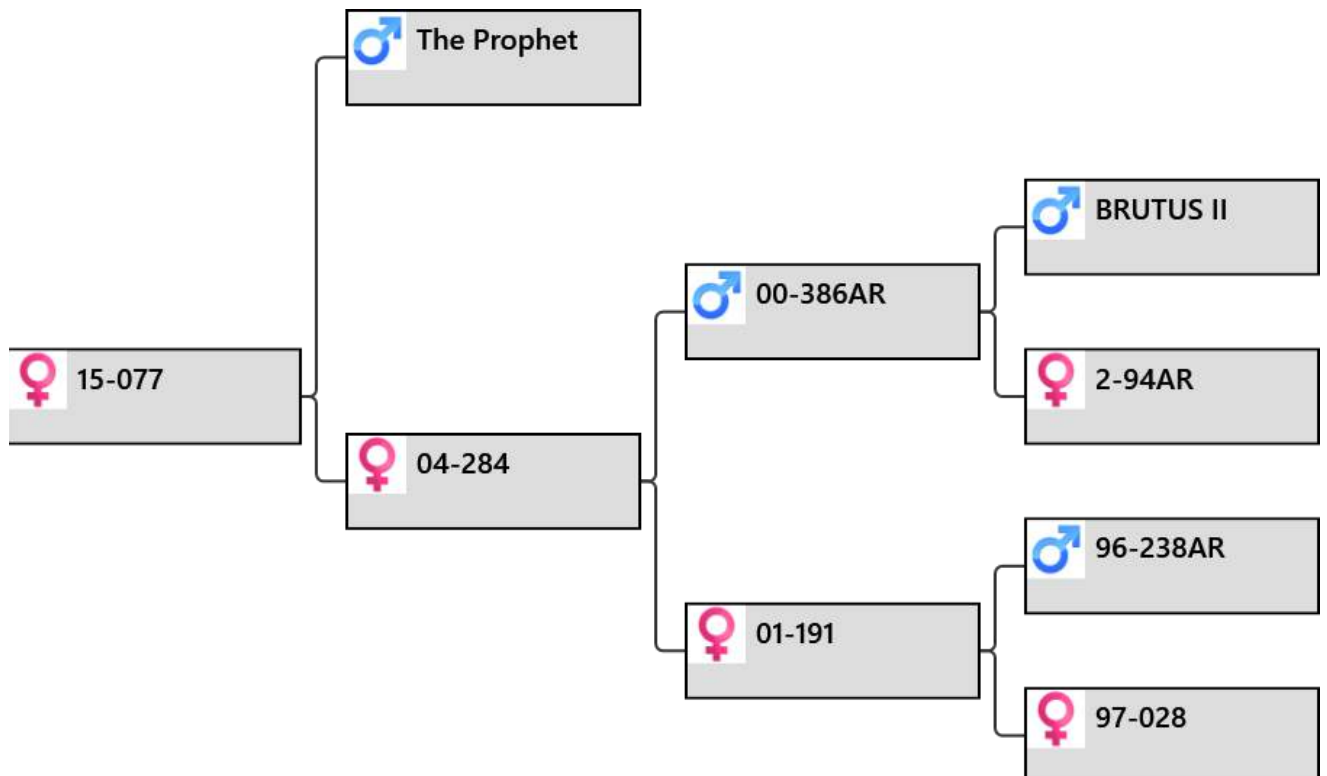 The Prophet
BRUTUS II
00-386AR
15-077
2-94AR
04-284
96-238AR
01-191
97-028